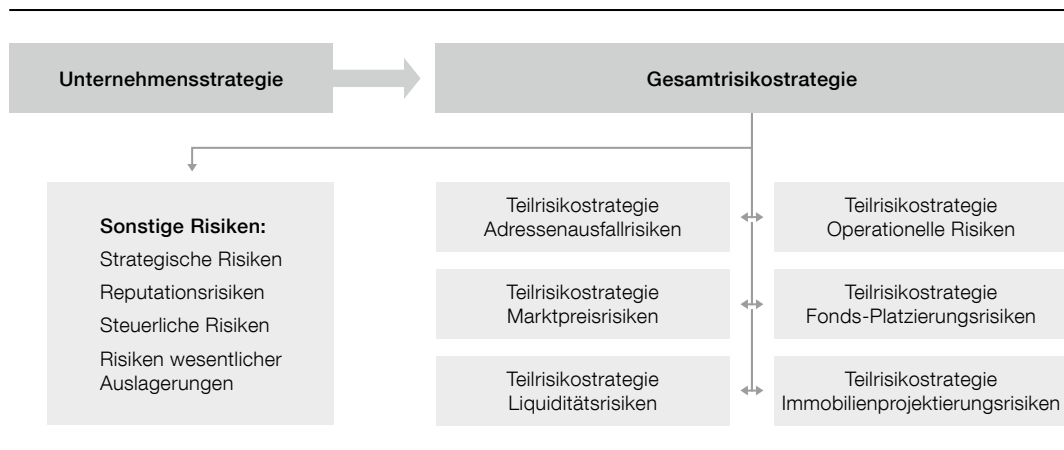 Unternehmensstrategie
Gesamtrisikostrategie
Sonstige Risiken:
Strategische Risiken
Reputationsrisiken
Steuerliche Risiken
Risiken wesentlicher
Auslagerungen
Teilrisikostrategie
Adressenausfallrisiken
Teilrisikostrategie
Operationelle Risiken
Teilrisikostrategie
Marktpreisrisiken
Teilrisikostrategie
Fonds-Platzierungsrisiken
Teilrisikostrategie
Liquiditätsrisiken
Teilrisikostrategie
Immobilienprojektierungsrisiken